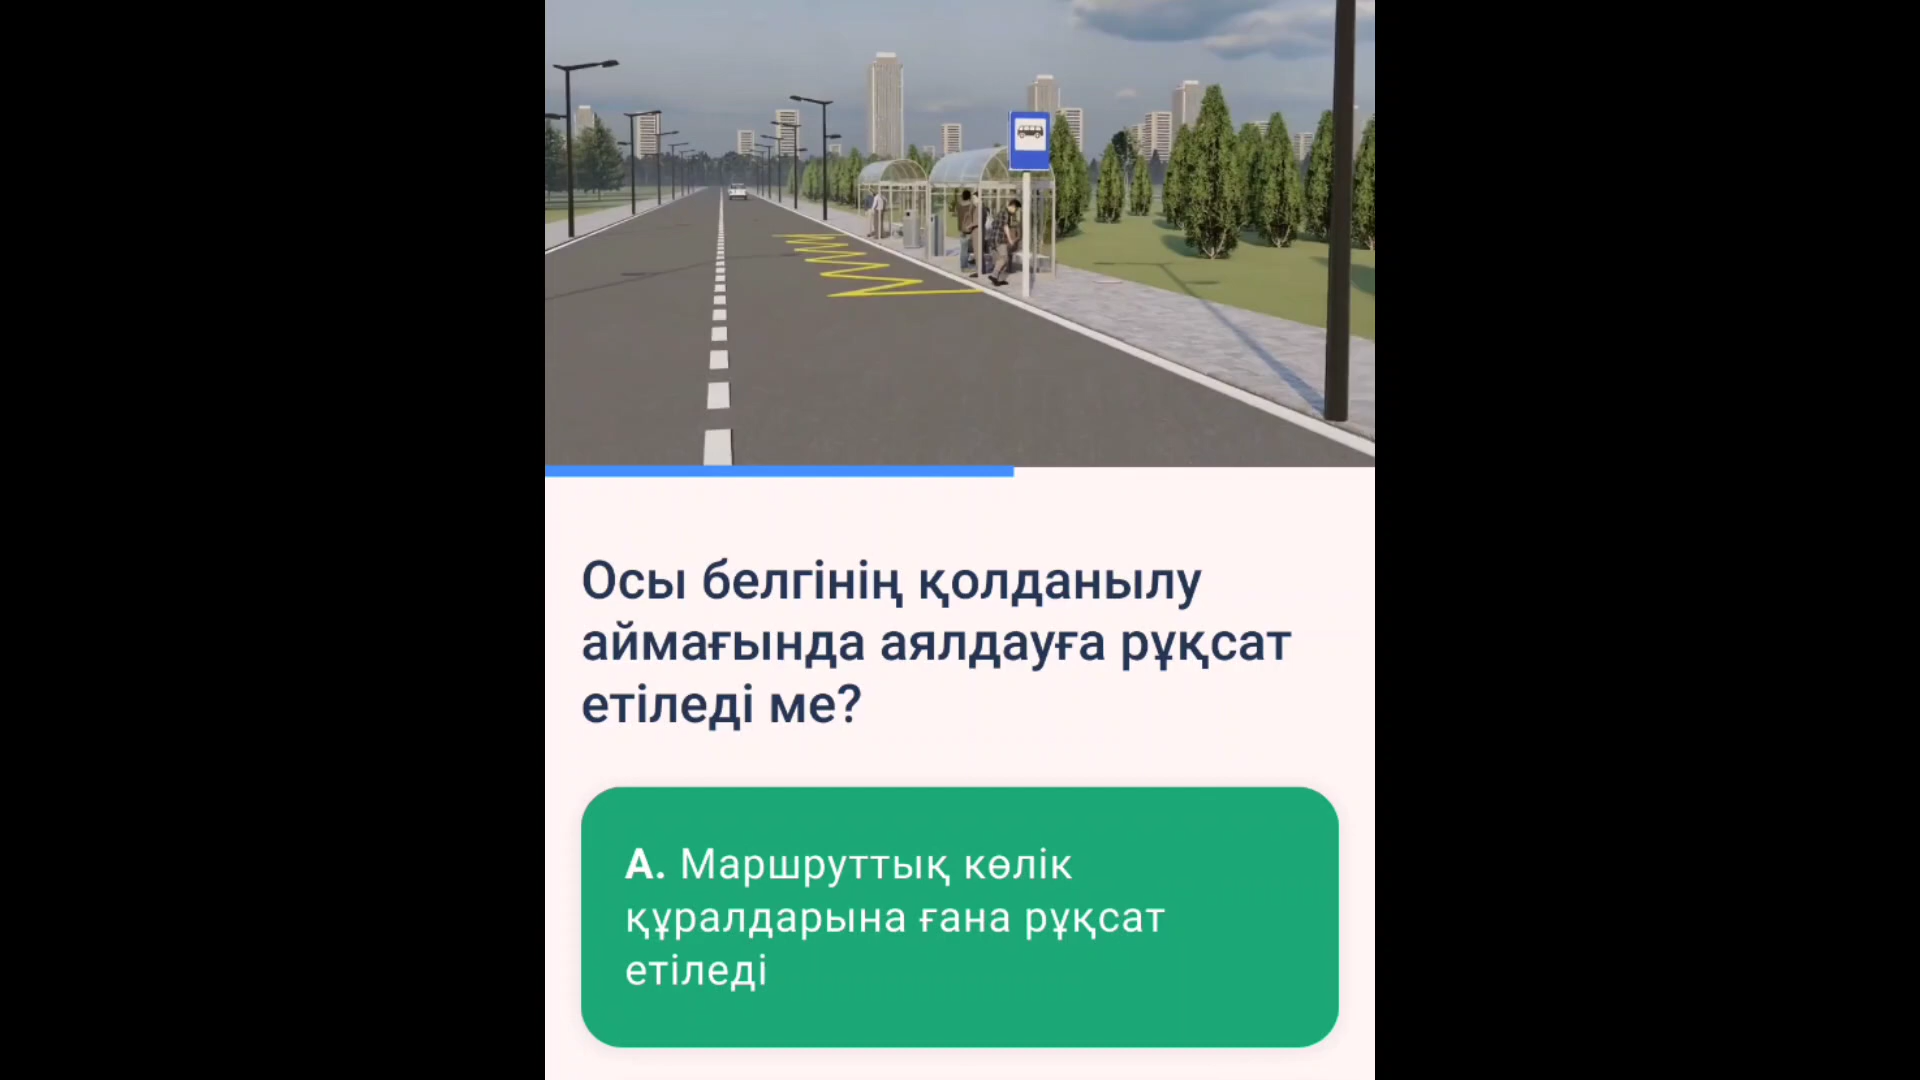 Осы белгінің қолданылу
аймағында аялдауға рұқсат
етіледі ме?
A. Маршруттық көлік
құралдарына ғана рұқсат
етіледі